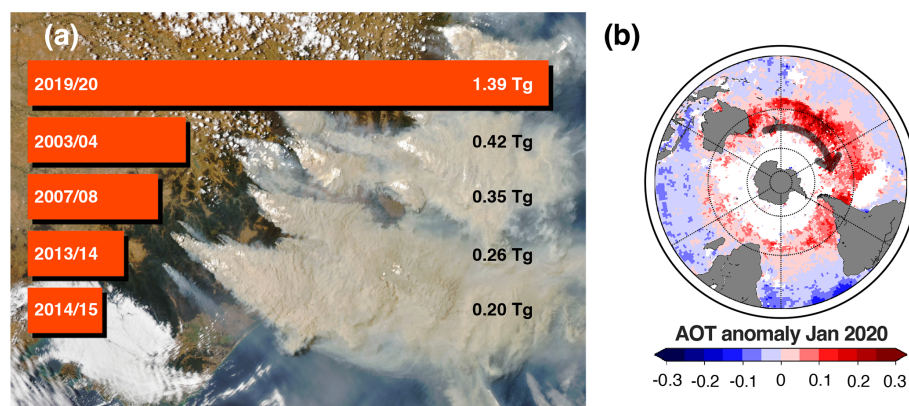 (a)
2019/20 1.39 Tg
2003/04 0.42 Tg
2007/08 0.35 Tg
2013/14 0.26 Tg
2014/15 0.20 Tg
(b)
AOT anomaly Jan 2020
-0.3 -0.2 -0.1 0 0.1 0.2 0.3